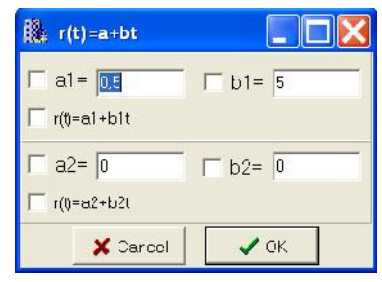 r(t)=a+bt
a1= 0,5 b1= 5
r(t)=a1+b1t
a2= 0 b2= 0
r(t)=a2+b2t
Cancel OK